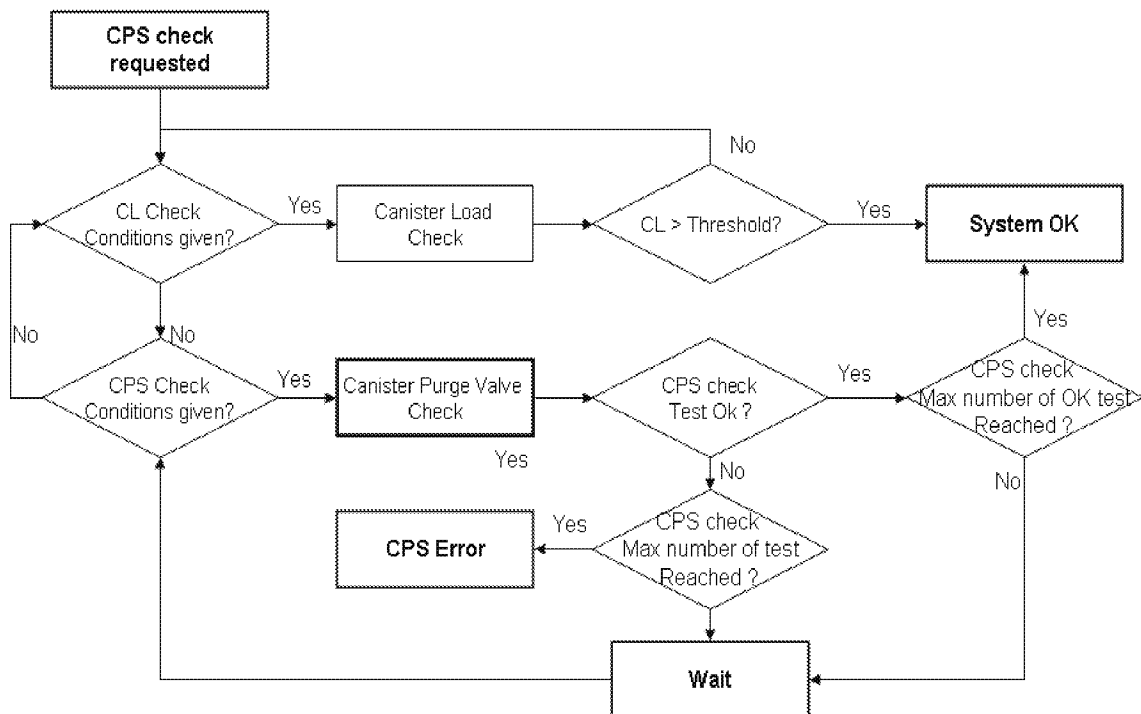 CPS check
requested
No
CL Check
Conditions given?
Yes
Canister Load
Check
CL > Threshold?
Yes
System OK
No
No
Yes
CPS Check
Conditions given?
Yes
Canister Purge Valve
Check
CPS check
Test Ok ?
Yes
CPS check
Max number of OK test
Reached ?
Yes
No
No
CPS Error
Yes
CPS check
Max number of test
Reached ?
Wait